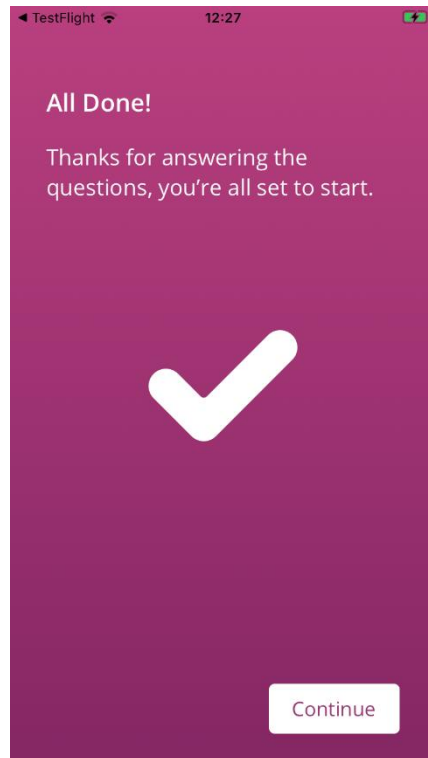 ◀ TestFlight 12:27
All Done!
Thanks for answering the
questions, you’re all set to start.
Continue